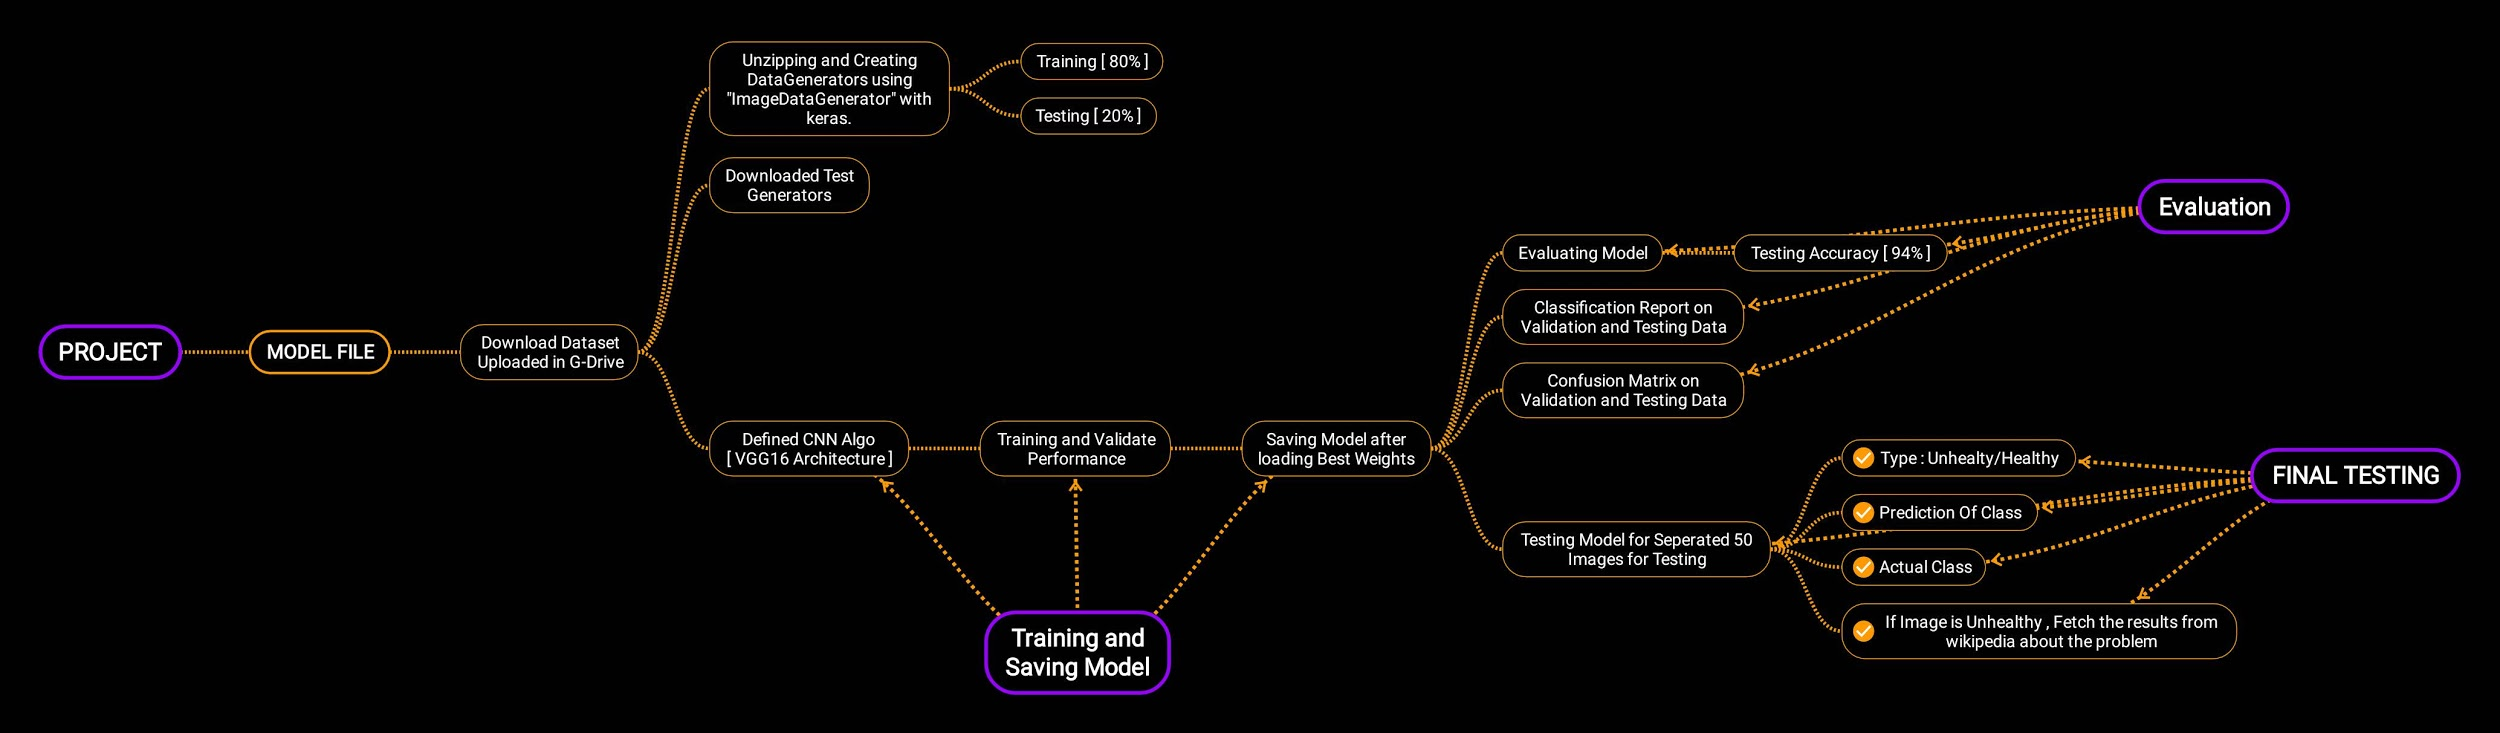 PROJECT
MODEL FILE
Download Dataset
Uploaded in G-Drive
Unzipping and Creating
DataGenerators using
"ImageDataGenerator" with
keras.
Training [ 80% ]
Testing [ 20% ]
Downloaded Test
Generators
Defined CNN Algo
[ VGG16 Architecture ]
Training and Validate
Performance
Saving Model after
loading Best Weights
Training and
Saving Model
Evaluating Model
Testing Accuracy [ 94% ]
Classification Report on
Validation and Testing Data
Confusion Matrix on
Validation and Testing Data
Evaluation
Testing Model for Seperated 50
Images for Testing
Type : Unhealty/Healthy
Prediction Of Class
Actual Class
If Image is Unhealthy , Fetch the results from
wikipedia about the problem
FINAL TESTING